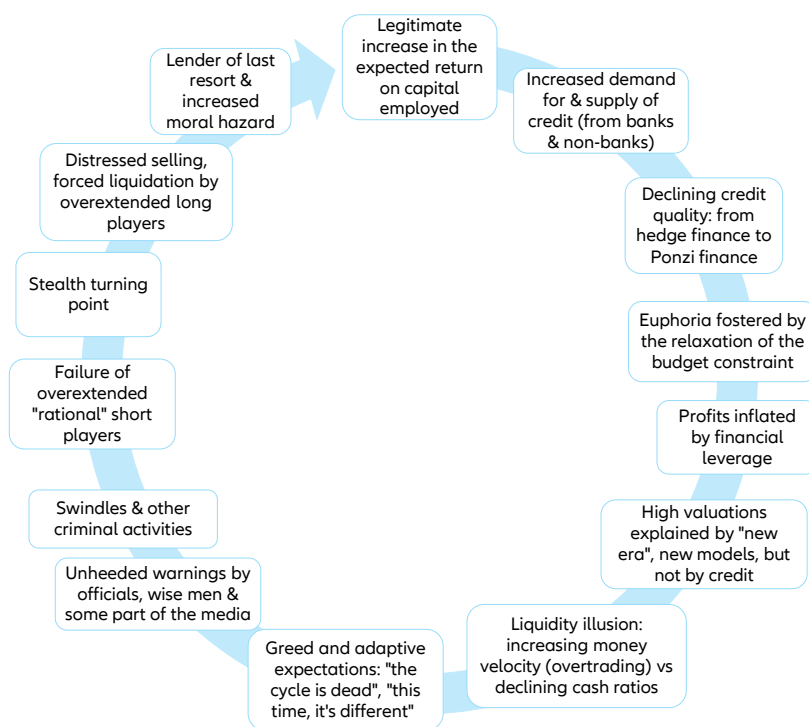 Legitimate
increase in the
expected return
on capital
employed
Increased demand
for & supply of
credit (from banks
& non-banks)
Declining credit
quality: from
hedge finance to
Ponzi finance
Euphoria fostered by
the relaxation of the
budget constraint
Profits inflated
by financial
leverage
High valuations
explained by "new
era", new models, but
not by credit
Liquidity illusion:
increasing money
velocity (overtrading) vs
declining cash ratios
Greed and adaptive
expectations: "the
cycle is dead", "this
time, it's different"
Unheeded warnings by
officials, wise men &
some part of the media
Swindles & other
criminal activities
Failure of
overextended
"rational" short
players
Stealth turning
point
Distressed selling,
forced liquidation by
overextended long
players
Lender of last
resort &
increased
moral hazard